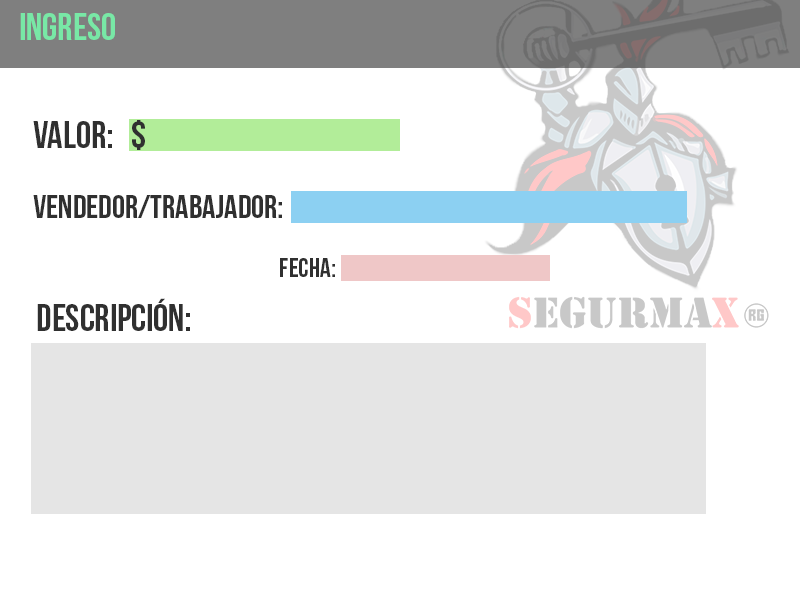 INGRESO
VALOR: $
VENDEDOR/TRABAJADOR:
FECHA:
DESCRIPCIÓN:
SEGURMAX RG